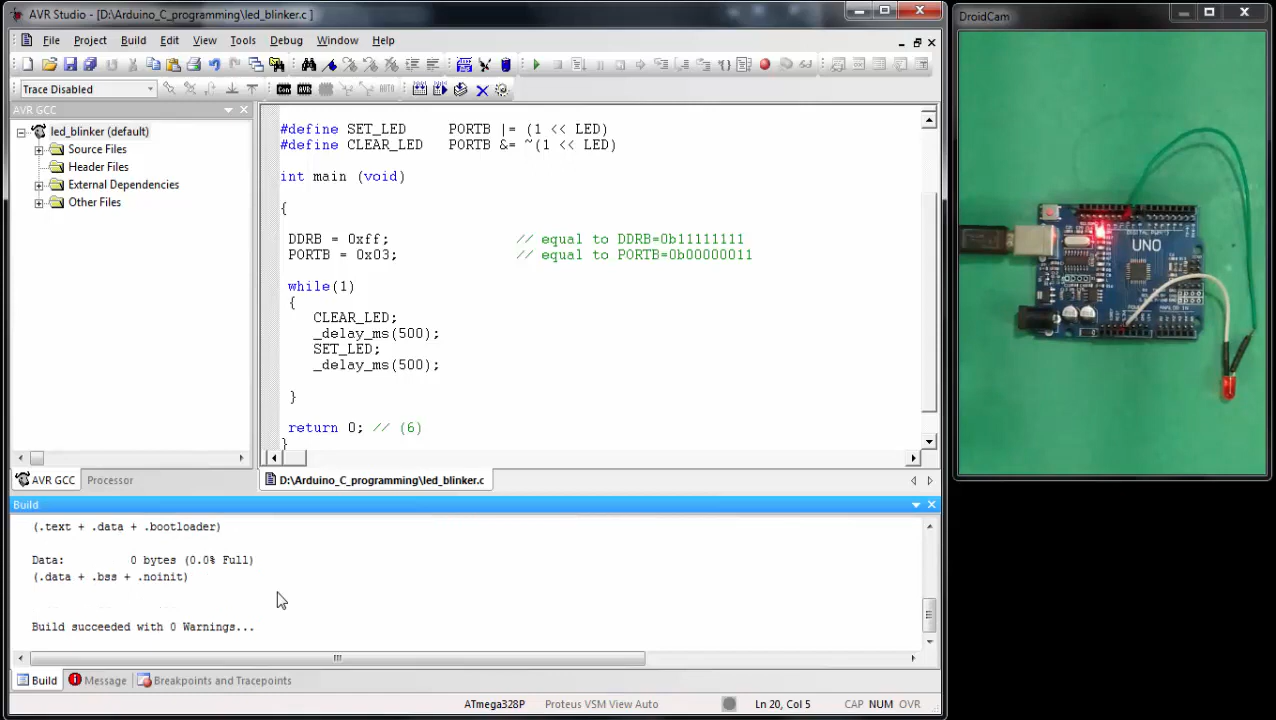 AVR Studio - [D:\Arduino_C_programming\led_blinker.c ]
DroidCam
File Project Build Edit View Tools Debug Window Help
Trace Disabled
Con AVR AUTO
AVR GCC
led_blinker (default)
Source Files
Header Files
External Dependencies
Other Files
#define SET_LED PORTB |= (1 << LED)
#define CLEAR_LED PORTB &= ~(1 << LED)
int main (void)
{
DDRB = 0xff; // equal to DDRB=0b11111111
PORTB = 0x03; // equal to PORTB=0b00000011
while(1)
{
CLEAR_LED;
_delay_ms(500);
SET_LED;
_delay_ms(500);
}
return 0; // (6)
}
UNO
AVR GCC Processor
D:\Arduino_C_programming\led_blinker.c
Build
(.text + .data + .bootloader)
Data: 0 bytes (0.0% Full)
(.data + .bss + .noinit)
Build succeeded with 0 Warnings...
Build Message Breakpoints and Tracepoints
ATmega328P Proteus VSM View Auto Ln 20, Col 5 CAP NUM OVR